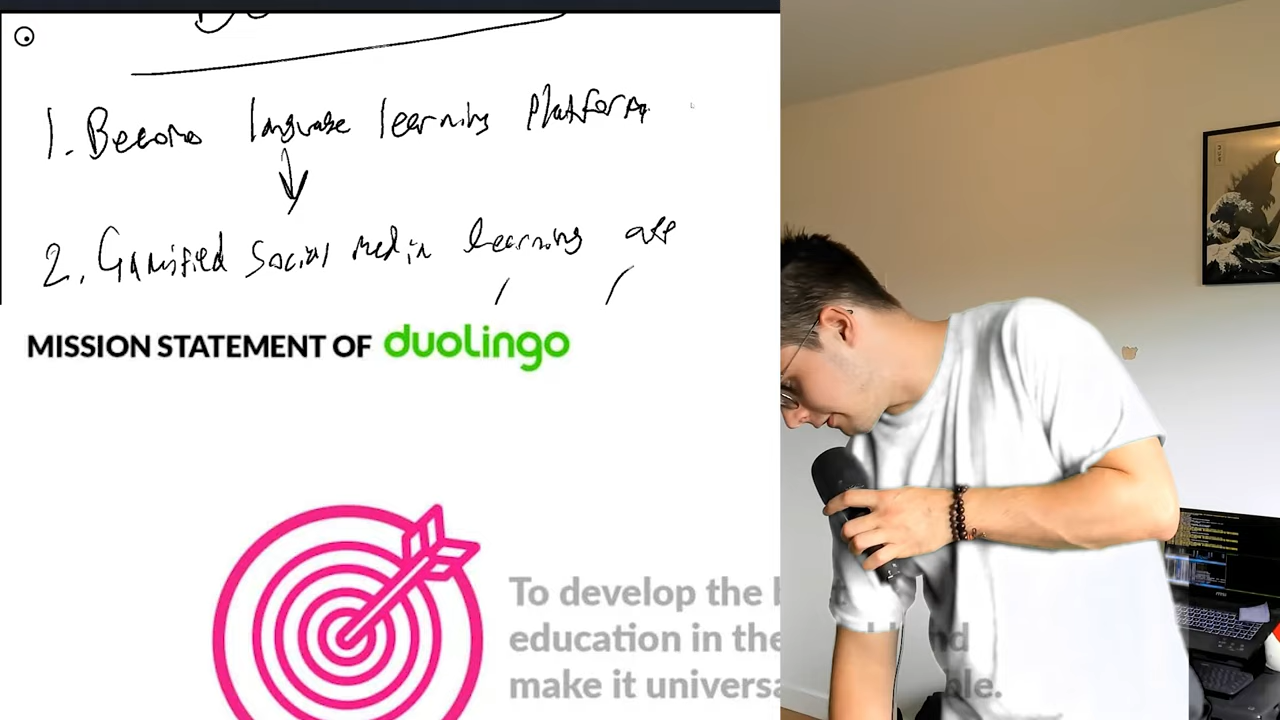 1. Become language learning platform
2. Gamified social media learning app
MISSION STATEMENT OF duolingo
To develop the
education in the
make it universa